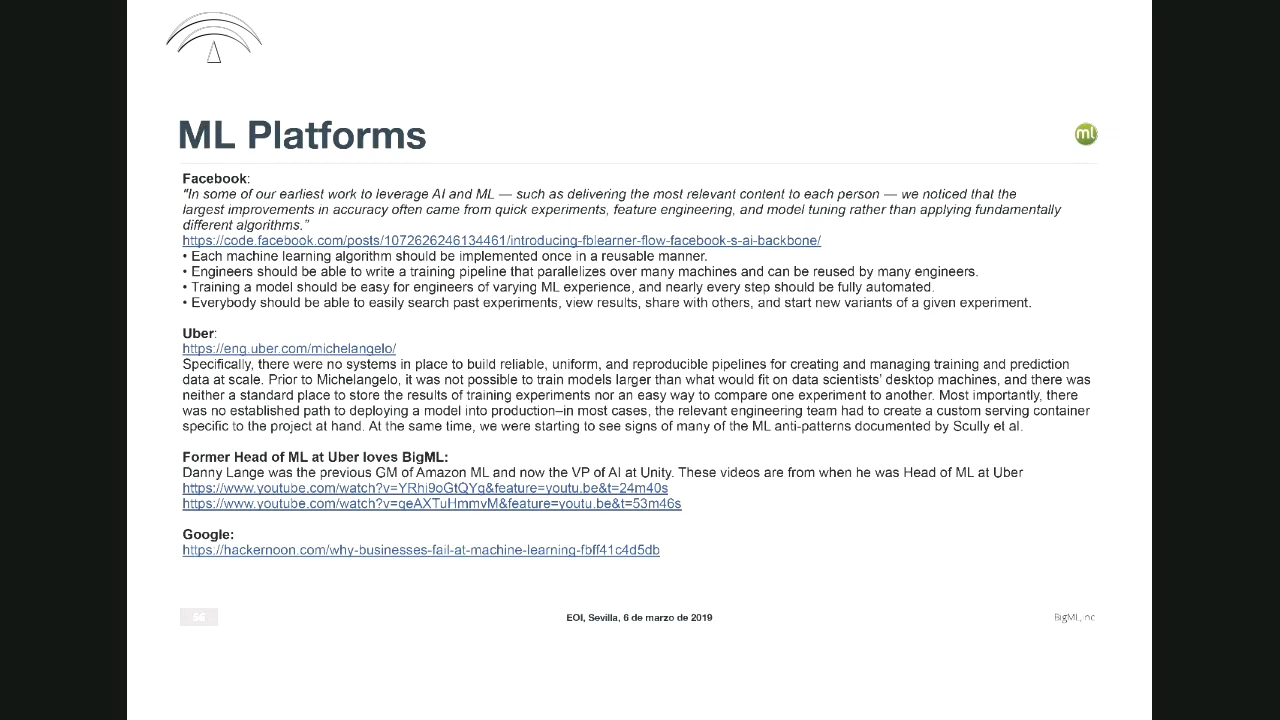 ML Platforms
ml
Facebook:
"In some of our earliest work to leverage AI and ML — such as delivering the most relevant content to each person — we noticed that the
largest improvements in accuracy often came from quick experiments, feature engineering, and model tuning rather than applying fundamentally
different algorithms.”
https://code.facebook.com/posts/1072626246134461/introducing-fblearner-flow-facebook-s-ai-backbone/
• Each machine learning algorithm should be implemented once in a reusable manner.
• Engineers should be able to write a training pipeline that parallelizes over many machines and can be reused by many engineers.
• Training a model should be easy for engineers of varying ML experience, and nearly every step should be fully automated.
• Everybody should be able to easily search past experiments, view results, share with others, and start new variants of a given experiment.
Uber:
https://eng.uber.com/michelangelo/
Specifically, there were no systems in place to build reliable, uniform, and reproducible pipelines for creating and managing training and prediction
data at scale. Prior to Michelangelo, it was not possible to train models larger than what would fit on data scientists’ desktop machines, and there was
neither a standard place to store the results of training experiments nor an easy way to compare one experiment to another. Most importantly, there
was no established path to deploying a model into production–in most cases, the relevant engineering team had to create a custom serving container
specific to the project at hand. At the same time, we were starting to see signs of many of the ML anti-patterns documented by Scully et al.
Former Head of ML at Uber loves BigML:
Danny Lange was the previous GM of Amazon ML and now the VP of AI at Unity. These videos are from when he was Head of ML at Uber
https://www.youtube.com/watch?v=YRhi9oGtQYg&feature=youtu.be&t=24m40s
https://www.youtube.com/watch?v=qeAXTuHmmvM&feature=youtu.be&t=53m46s
Google:
https://hackernoon.com/why-businesses-fail-at-machine-learning-fbff41c4d5db
56
EOI, Sevilla, 6 de marzo de 2019
BigML, Inc